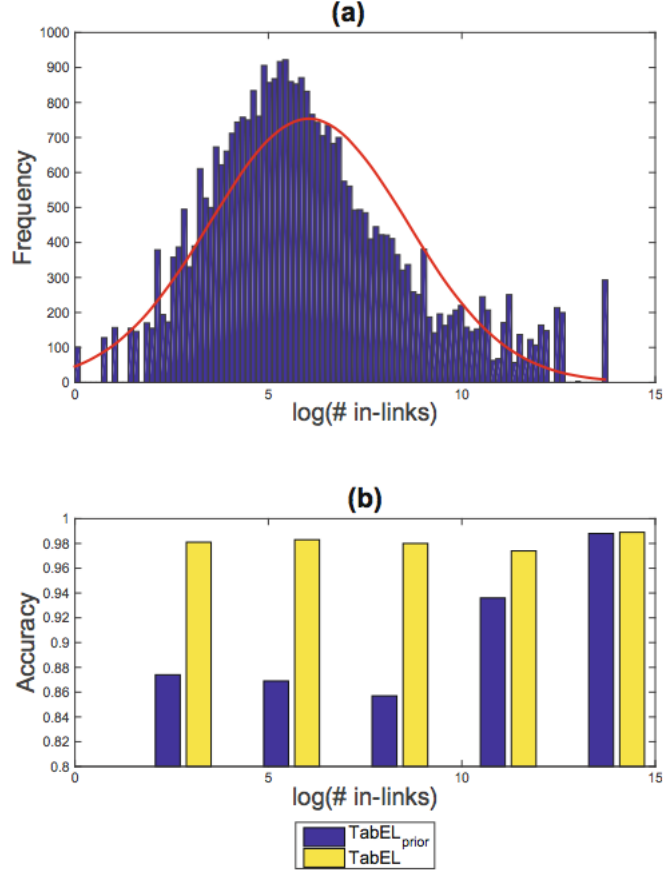 (a)
1000
900
800
700
600
500
400
300
200
100
0
Frequency
0 5 10 15
log(# in-links)
(b)
1
0.98
0.96
0.94
0.92
0.9
0.88
0.86
0.84
0.82
0.8
Accuracy
0 5 10 15
log(# in-links)
TabELprior
TabEL